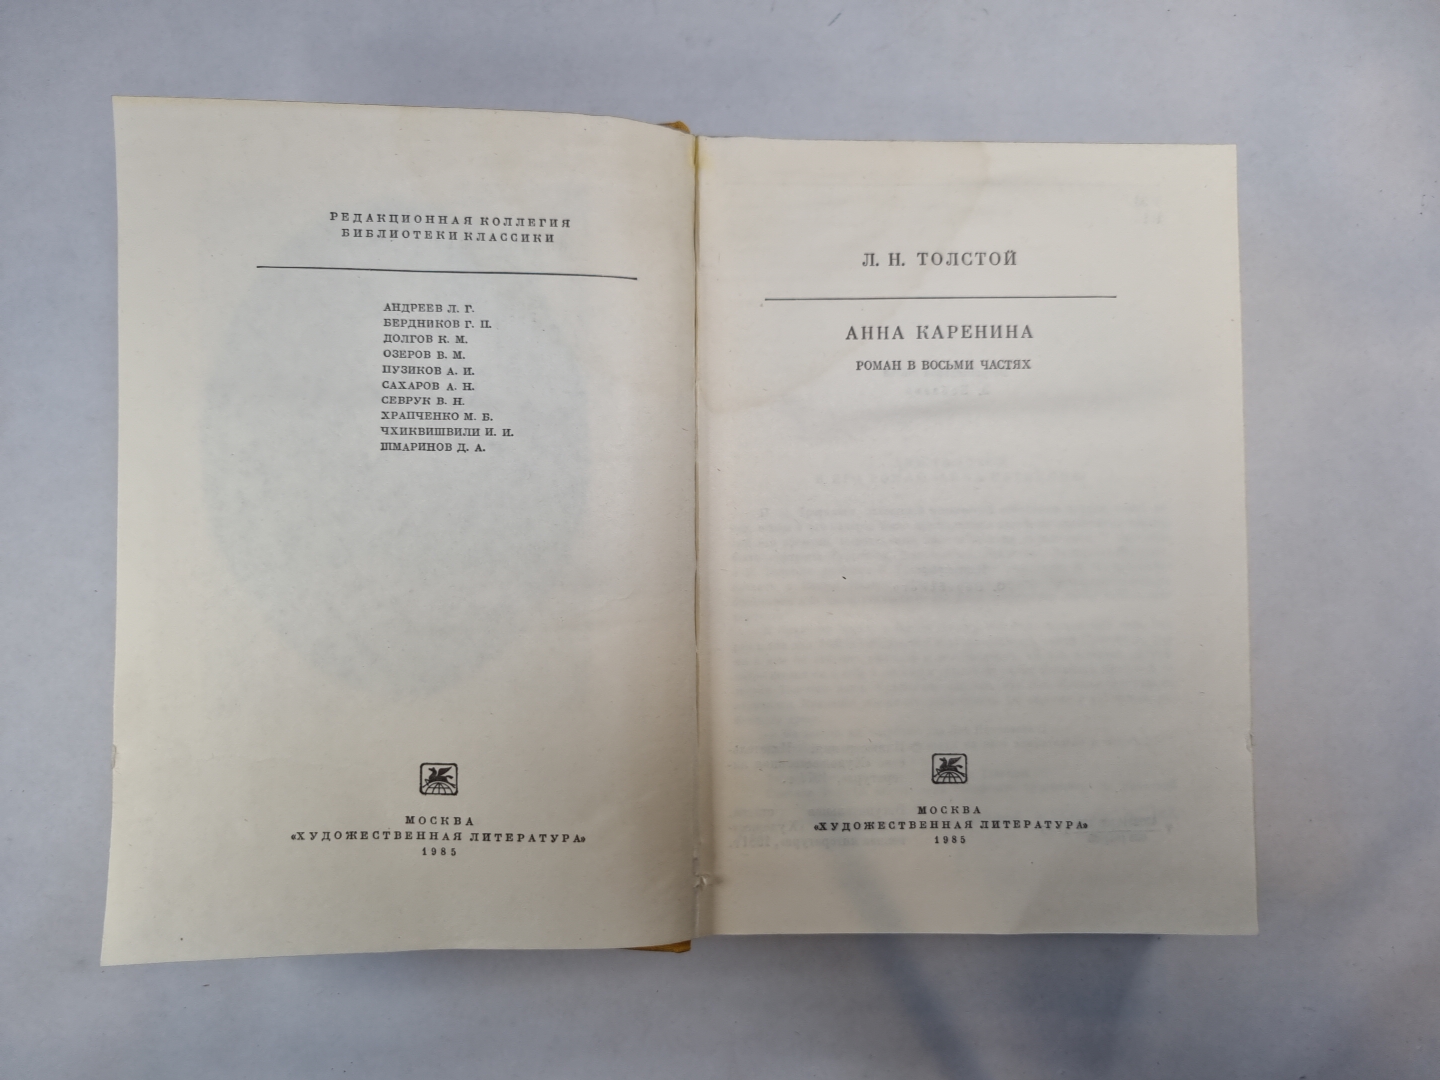 РЕДАКЦИОННАЯ КОЛЛЕГИЯ
БИБЛИОТЕКИ КЛАССИКИ
АНДРЕЕВ Л. Г.
БЕРДНИКОВ Г. П.
ДОЛГОВ К. М.
ОЗЕРОВ В. М.
ПУЗИКОВ А. И.
САХАРОВ А. Н.
СЕВРУК В. Н.
ХРАПЧЕНКО М. Б.
ЧХИКВИШВИЛИ И. И.
ШМАРИНОВ Д. А.
МОСКВА
«ХУДОЖЕСТВЕННАЯ ЛИТЕРАТУРА»
1985
Л. Н. ТОЛСТОЙ
АННА КАРЕНИНА
РОМАН В ВОСЬМИ ЧАСТЯХ
МОСКВА
«ХУДОЖЕСТВЕННАЯ ЛИТЕРАТУРА»
1985